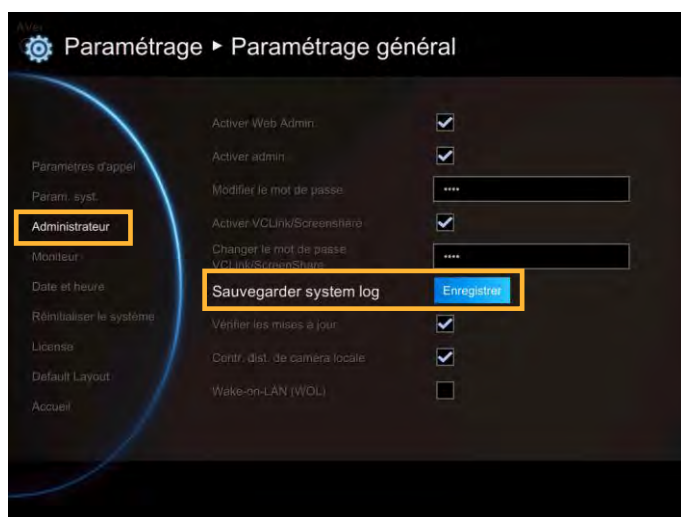 AVer
Paramétrage ▸ Paramétrage général
Paramètres d'appel
Param. syst.
Administrateur
Moniteur
Date et heure
Réinitialiser le système
License
Default Layout
Accueil
Activer Web Admin
Activer admin
Modifier le mot de passe
••••
Activer VCLink/Screenshare
Changer le mot de passe
VCLink/ScreenShare
••••
Sauvegarder system log
Enregistrer
Vérifier les mises à jour
Contr. dist. de caméra locale
Wake-on-LAN (WOL)